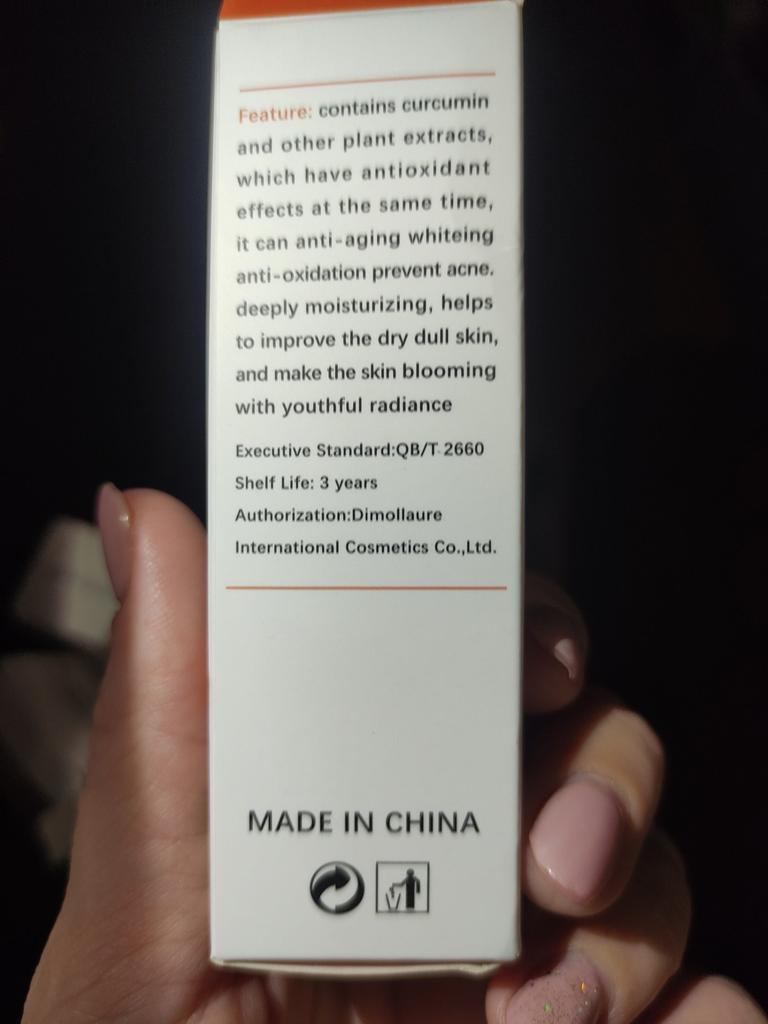 Feature: contains curcumin
and other plant extracts,
which have antioxidant
effects at the same time,
it can anti-aging whiteing
anti-oxidation prevent acne.
deeply moisturizing, helps
to improve the dry dull skin,
and make the skin blooming
with youthful radiance
Executive Standard:QB/T 2660
Shelf Life: 3 years
Authorization:Dimollaure
International Cosmetics Co.,Ltd.
MADE IN CHINA